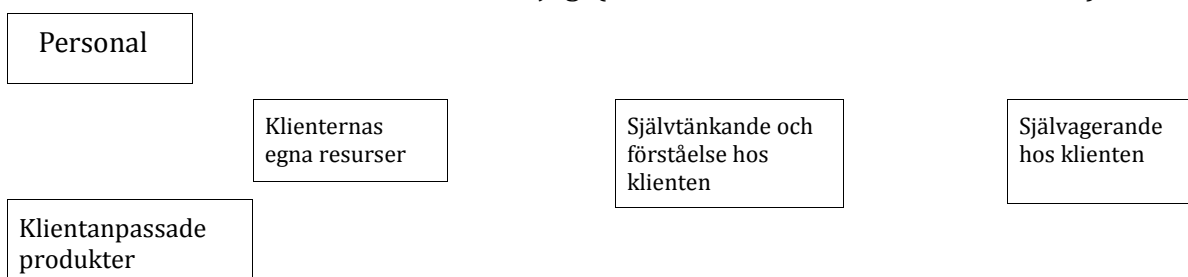 Personal
Klienternas
egna resurser
Självtänkande och
förståelse hos
klienten
Självagerande
hos klienten
Klientanpassade
produkter